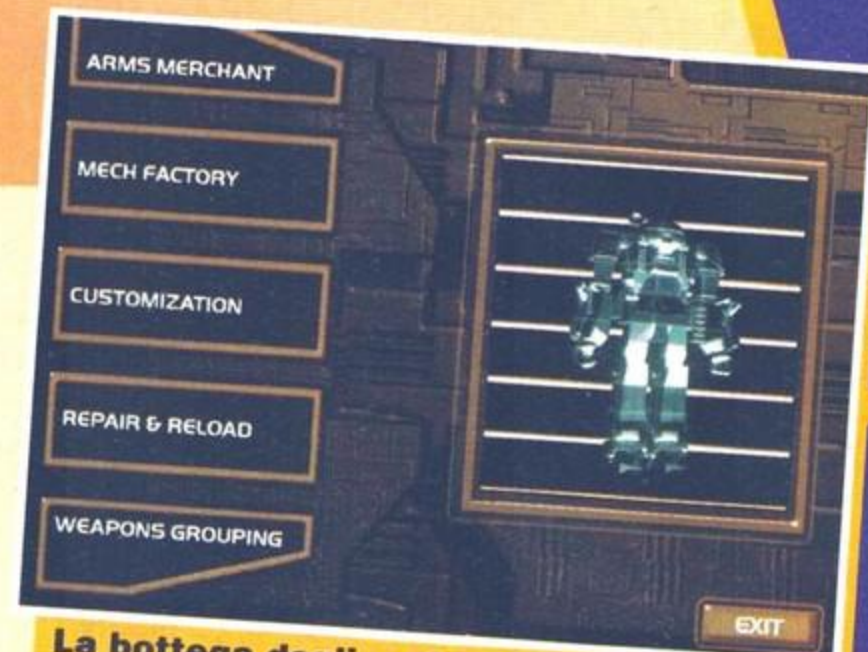 ARMS MERCHANT
MECH FACTORY
CUSTOMIZATION
REPAIR & RELOAD
WEAPONS GROUPING
EXIT
La bottega